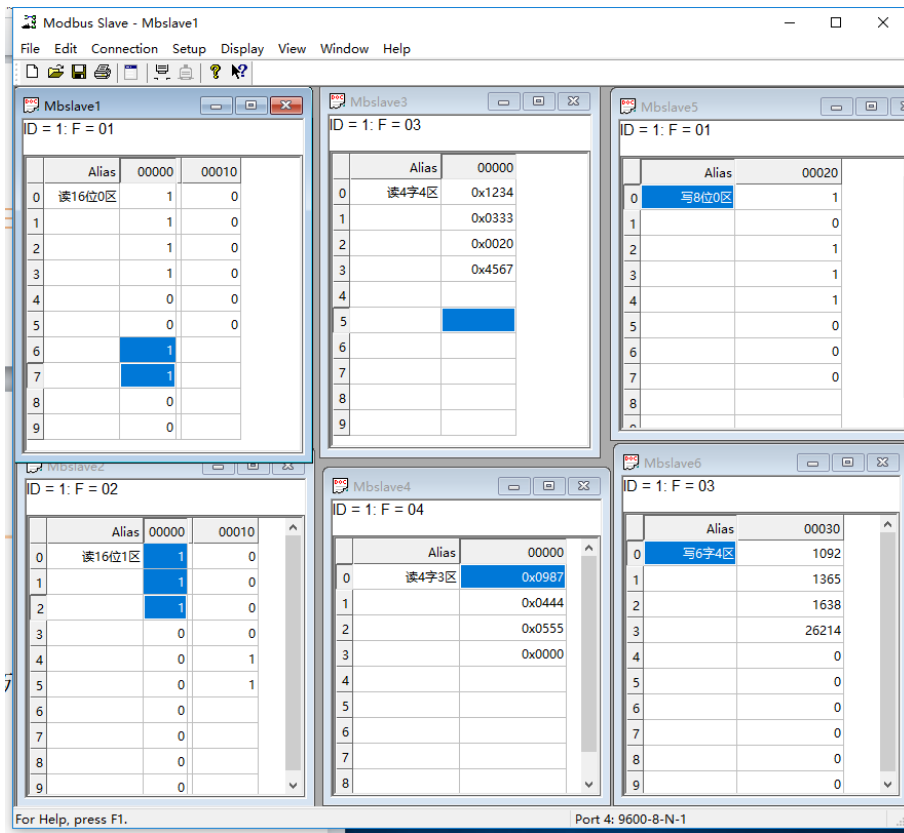 Modbus Slave - Mbslave1
File Edit Connection Setup Display View Window Help
Mbslave1
ID = 1: F = 01
Alias 00000 00010
0 读16位0区 1 0
1 1 0
2 1 0
3 1 0
4 0 0
5 0 0
6 1
7 1
8 0
9 0
Mbslave3
ID = 1: F = 03
Alias 00000
0 读4字4区 0x1234
1 0x0333
2 0x0020
3 0x4567
4
5
6
7
8
9
Mbslave5
ID = 1: F = 01
Alias 00020
0 写8位0区 1
1 0
2 1
3 1
4 1
5 0
6 0
7 0
8
Mbslave2
ID = 1: F = 02
Alias 00000 00010
0 读16位1区 1 0
1 1 0
2 1 0
3 0 0
4 0 1
5 0 1
6 0
7 0
8 0
9 0
Mbslave4
ID = 1: F = 04
Alias 00000
0 读4字3区 0x0987
1 0x0444
2 0x0555
3 0x0000
4
5
6
7
8
Mbslave6
ID = 1: F = 03
Alias 00030
0 写6字4区 1092
1 1365
2 1638
3 26214
4 0
5 0
6 0
7 0
8 0
9 0
For Help, press F1.
Port 4: 9600-8-N-1